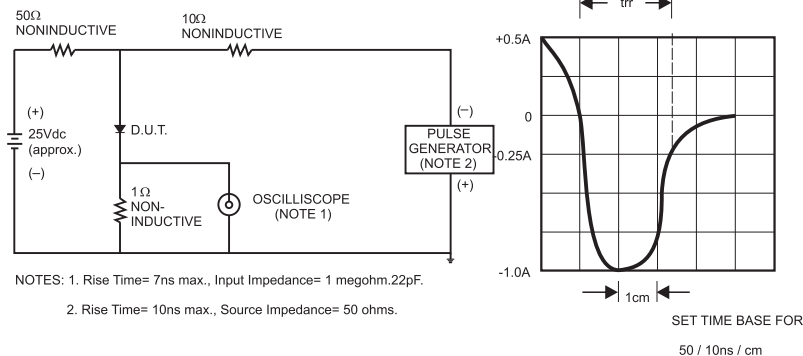 50Ω
NONINDUCTIVE
10Ω
NONINDUCTIVE
(+)
25Vdc
(approx.)
(–)
D.U.T.
1Ω
NON-
INDUCTIVE
OSCILLISCOPE
(NOTE 1)
(–)
PULSE
GENERATOR
(NOTE 2)
(+)
trr
+0.5A
0
-0.25A
-1.0A
1cm
SET TIME BASE FOR
50 / 10ns / cm
NOTES: 1. Rise Time= 7ns max., Input Impedance= 1 megohm.22pF.
2. Rise Time= 10ns max., Source Impedance= 50 ohms.